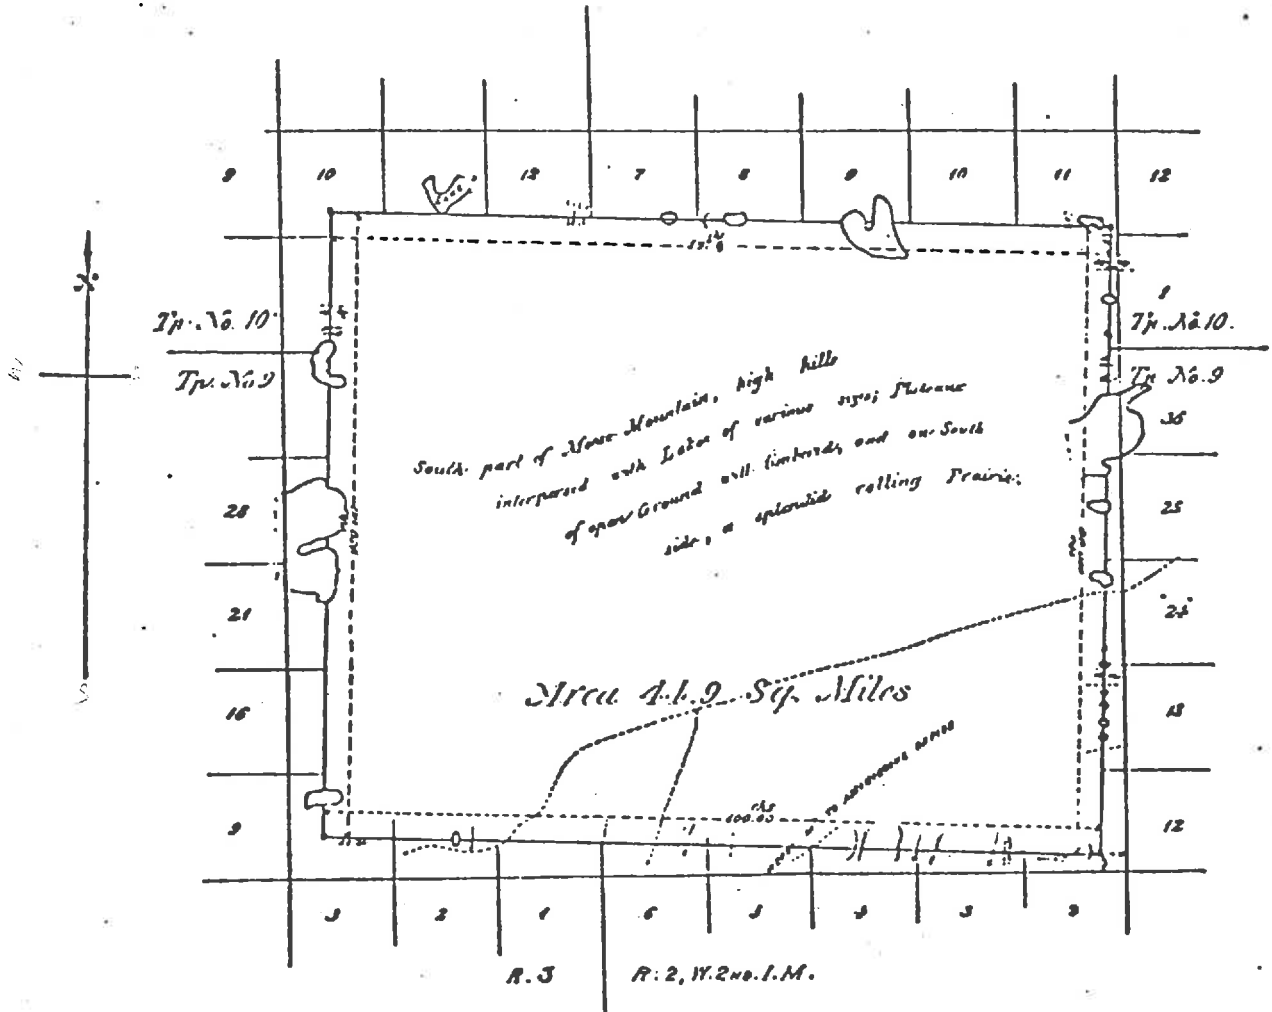 9 10 12 7 8 9 10 11 12
Tp. No. 10
Tp. No. 9
8
Tp. No. 10.
Tp. No. 9
36
South part of Moose Mountain, high hills
interspersed with Lakes of various sizes; Plateaux
of open Ground well timbered, and on South
side, a splendid rolling Prairie.
28
25
21
24
Area 41.9 Sq. Miles
16
13
9
12
3 2 1 6 5 4 3 2
R. 3 R. 2, W. 2ND. I. M.
S